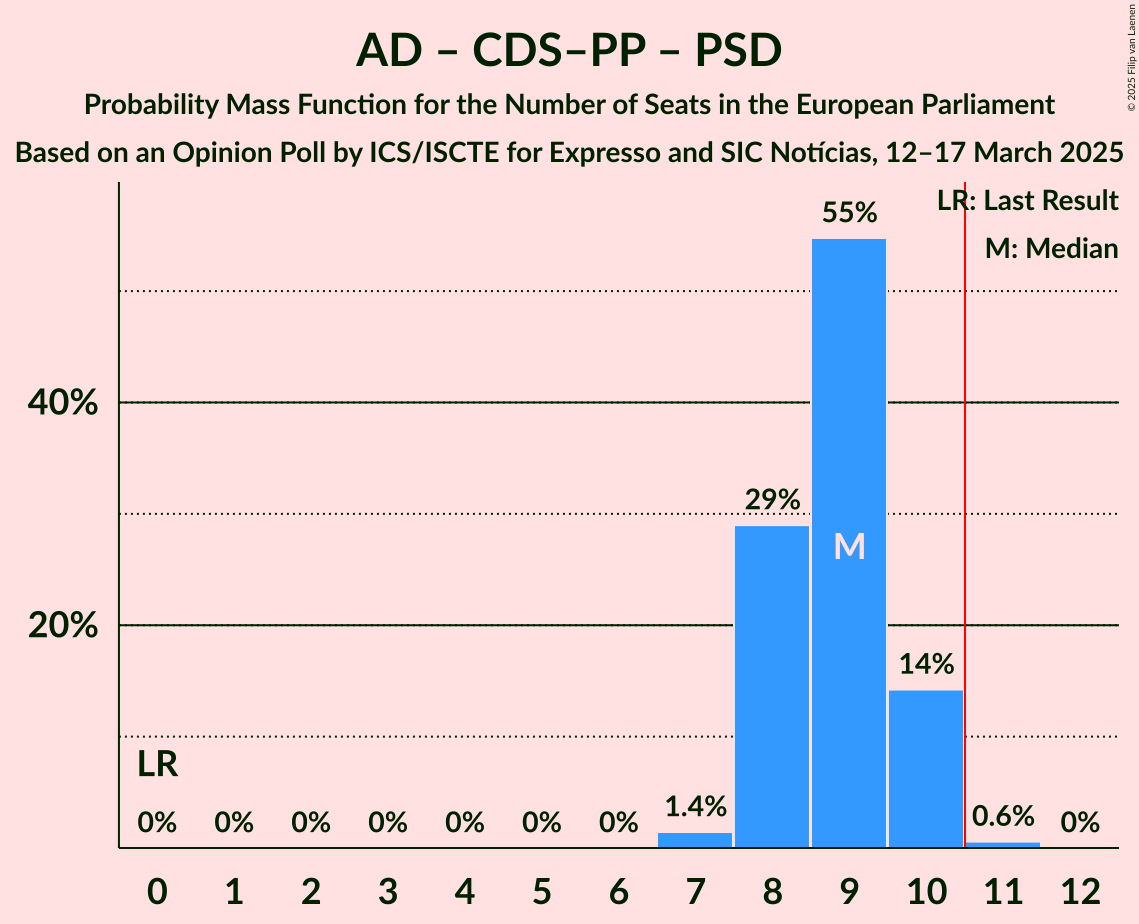 AD – CDS–PP – PSD
Probability Mass Function for the Number of Seats in the European Parliament
Based on an Opinion Poll by ICS/ISCTE for Expresso and SIC Notícias, 12–17 March 2025
© 2025 Filip van Laenen
LR: Last Result
M: Median
55%
40%
29%
M
20%
14%
LR
0% 0% 0% 0% 0% 0% 0% 1.4% 0.6% 0%
0 1 2 3 4 5 6 7 8 9 10 11 12